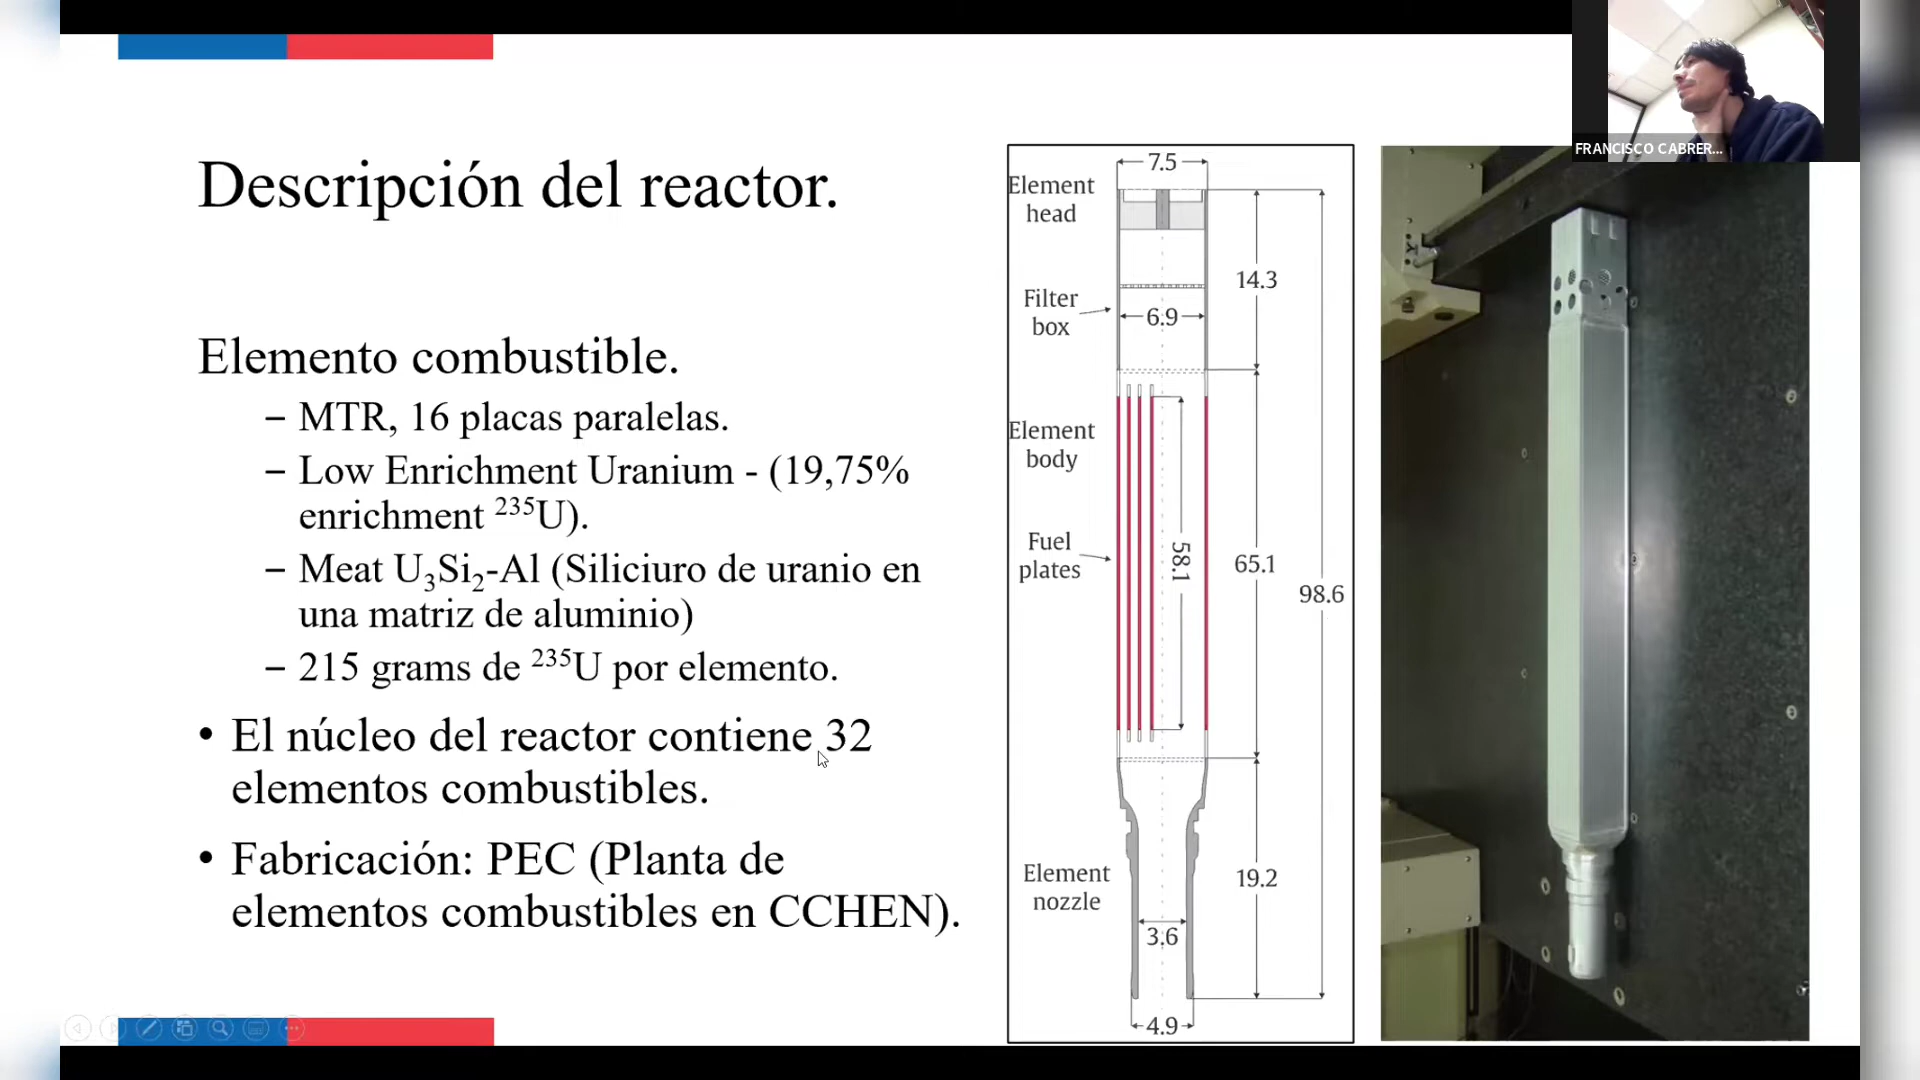 FRANCISCO CABRER...
Descripción del reactor.
Elemento combustible.
– MTR, 16 placas paralelas.
– Low Enrichment Uranium - (19,75%
enrichment ²³⁵U).
– Meat U₃Si₂-Al (Siliciuro de uranio en
una matriz de aluminio)
– 215 grams de ²³⁵U por elemento.
• El núcleo del reactor contiene 32
elementos combustibles.
• Fabricación: PEC (Planta de
elementos combustibles en CCHEN).
7.5
Element
head
14.3
Filter
box
6.9
Element
body
Fuel
plates
58.1
65.1
98.6
Element
nozzle
19.2
3.6
4.9